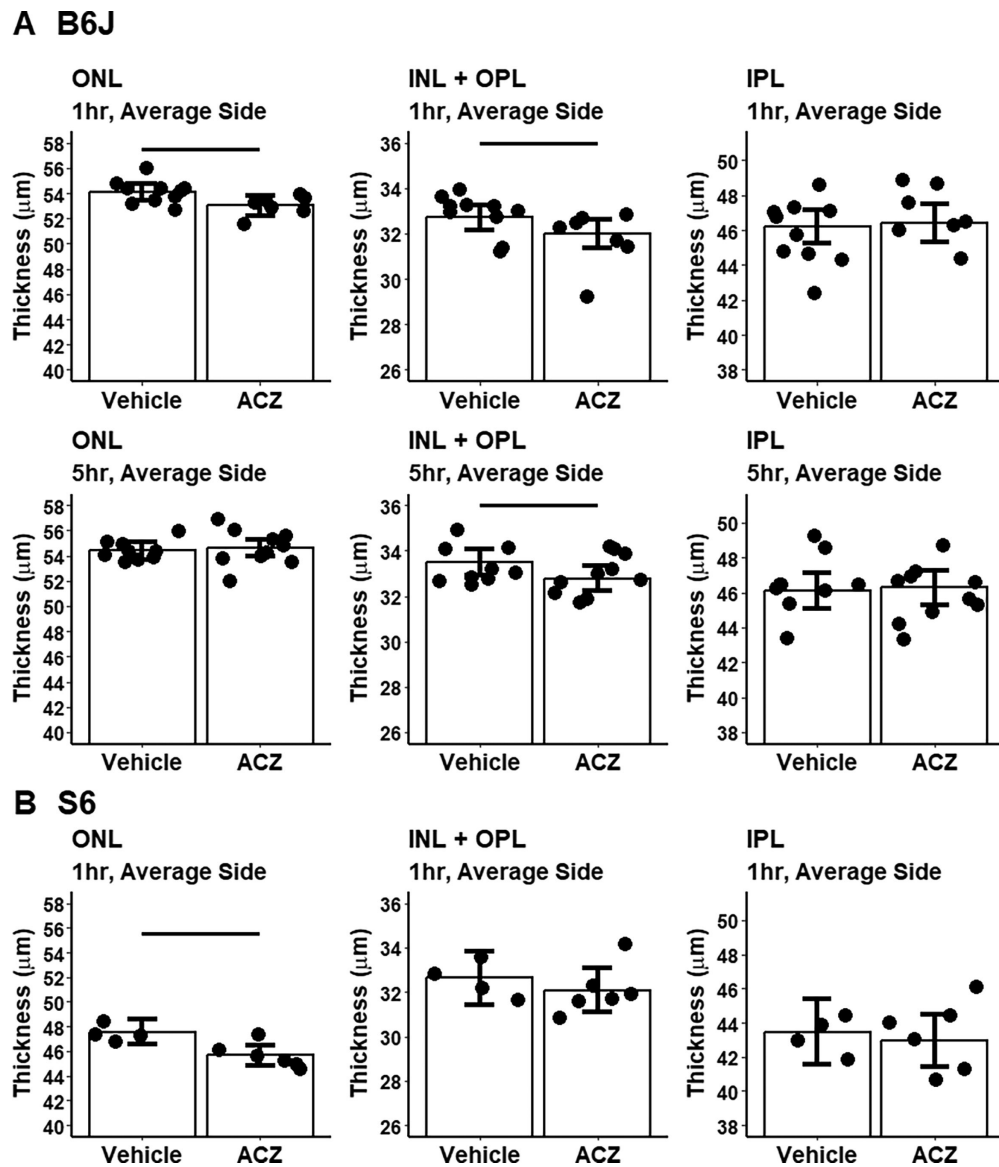 A B6J
ONL
1hr, Average Side
Thickness (μm)
58
56
54
52
50
48
46
44
42
40
Vehicle
ACZ
INL + OPL
1hr, Average Side
Thickness (μm)
36
34
32
30
28
26
Vehicle
ACZ
IPL
1hr, Average Side
Thickness (μm)
50
48
46
44
42
40
38
Vehicle
ACZ
ONL
5hr, Average Side
Thickness (μm)
58
56
54
52
50
48
46
44
42
40
Vehicle
ACZ
INL + OPL
5hr, Average Side
Thickness (μm)
36
34
32
30
28
26
Vehicle
ACZ
IPL
5hr, Average Side
Thickness (μm)
50
48
46
44
42
40
38
Vehicle
ACZ
B S6
ONL
1hr, Average Side
Thickness (μm)
58
56
54
52
50
48
46
44
42
40
Vehicle
ACZ
INL + OPL
1hr, Average Side
Thickness (μm)
36
34
32
30
28
26
Vehicle
ACZ
IPL
1hr, Average Side
Thickness (μm)
50
48
46
44
42
40
38
Vehicle
ACZ